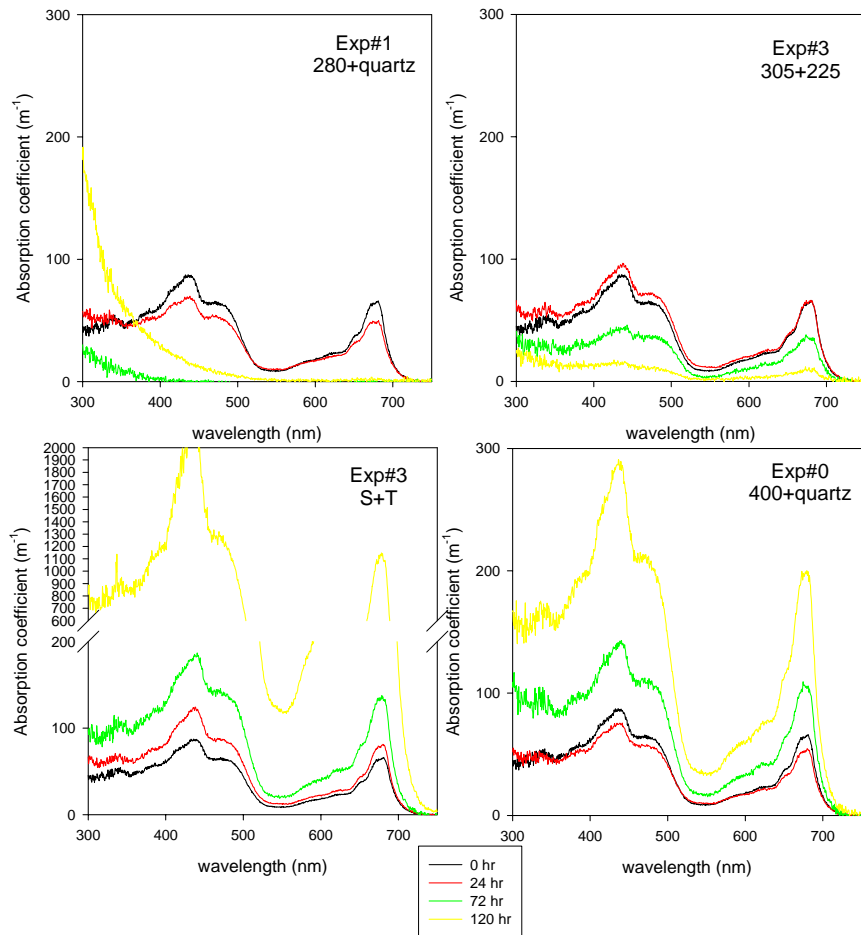 300
200
100
0
Absorption coefficient (m-1)
Exp#1
280+quartz
300 400 500 600 700
wavelength (nm)
300
200
100
0
Absorption coefficient (m-1)
Exp#3
305+225
300 400 500 600 700
wavelength (nm)
2000
1900
1800
1700
1600
1500
1400
1300
1200
1100
1000
900
800
700
600
200
100
0
Absorption coefficient (m-1)
Exp#3
S+T
300 400 500 600 700
wavelength (nm)
300
200
100
0
Absorption coefficient (m-1)
Exp#0
400+quartz
300 400 500 600 700
wavelength (nm)
0 hr
24 hr
72 hr
120 hr